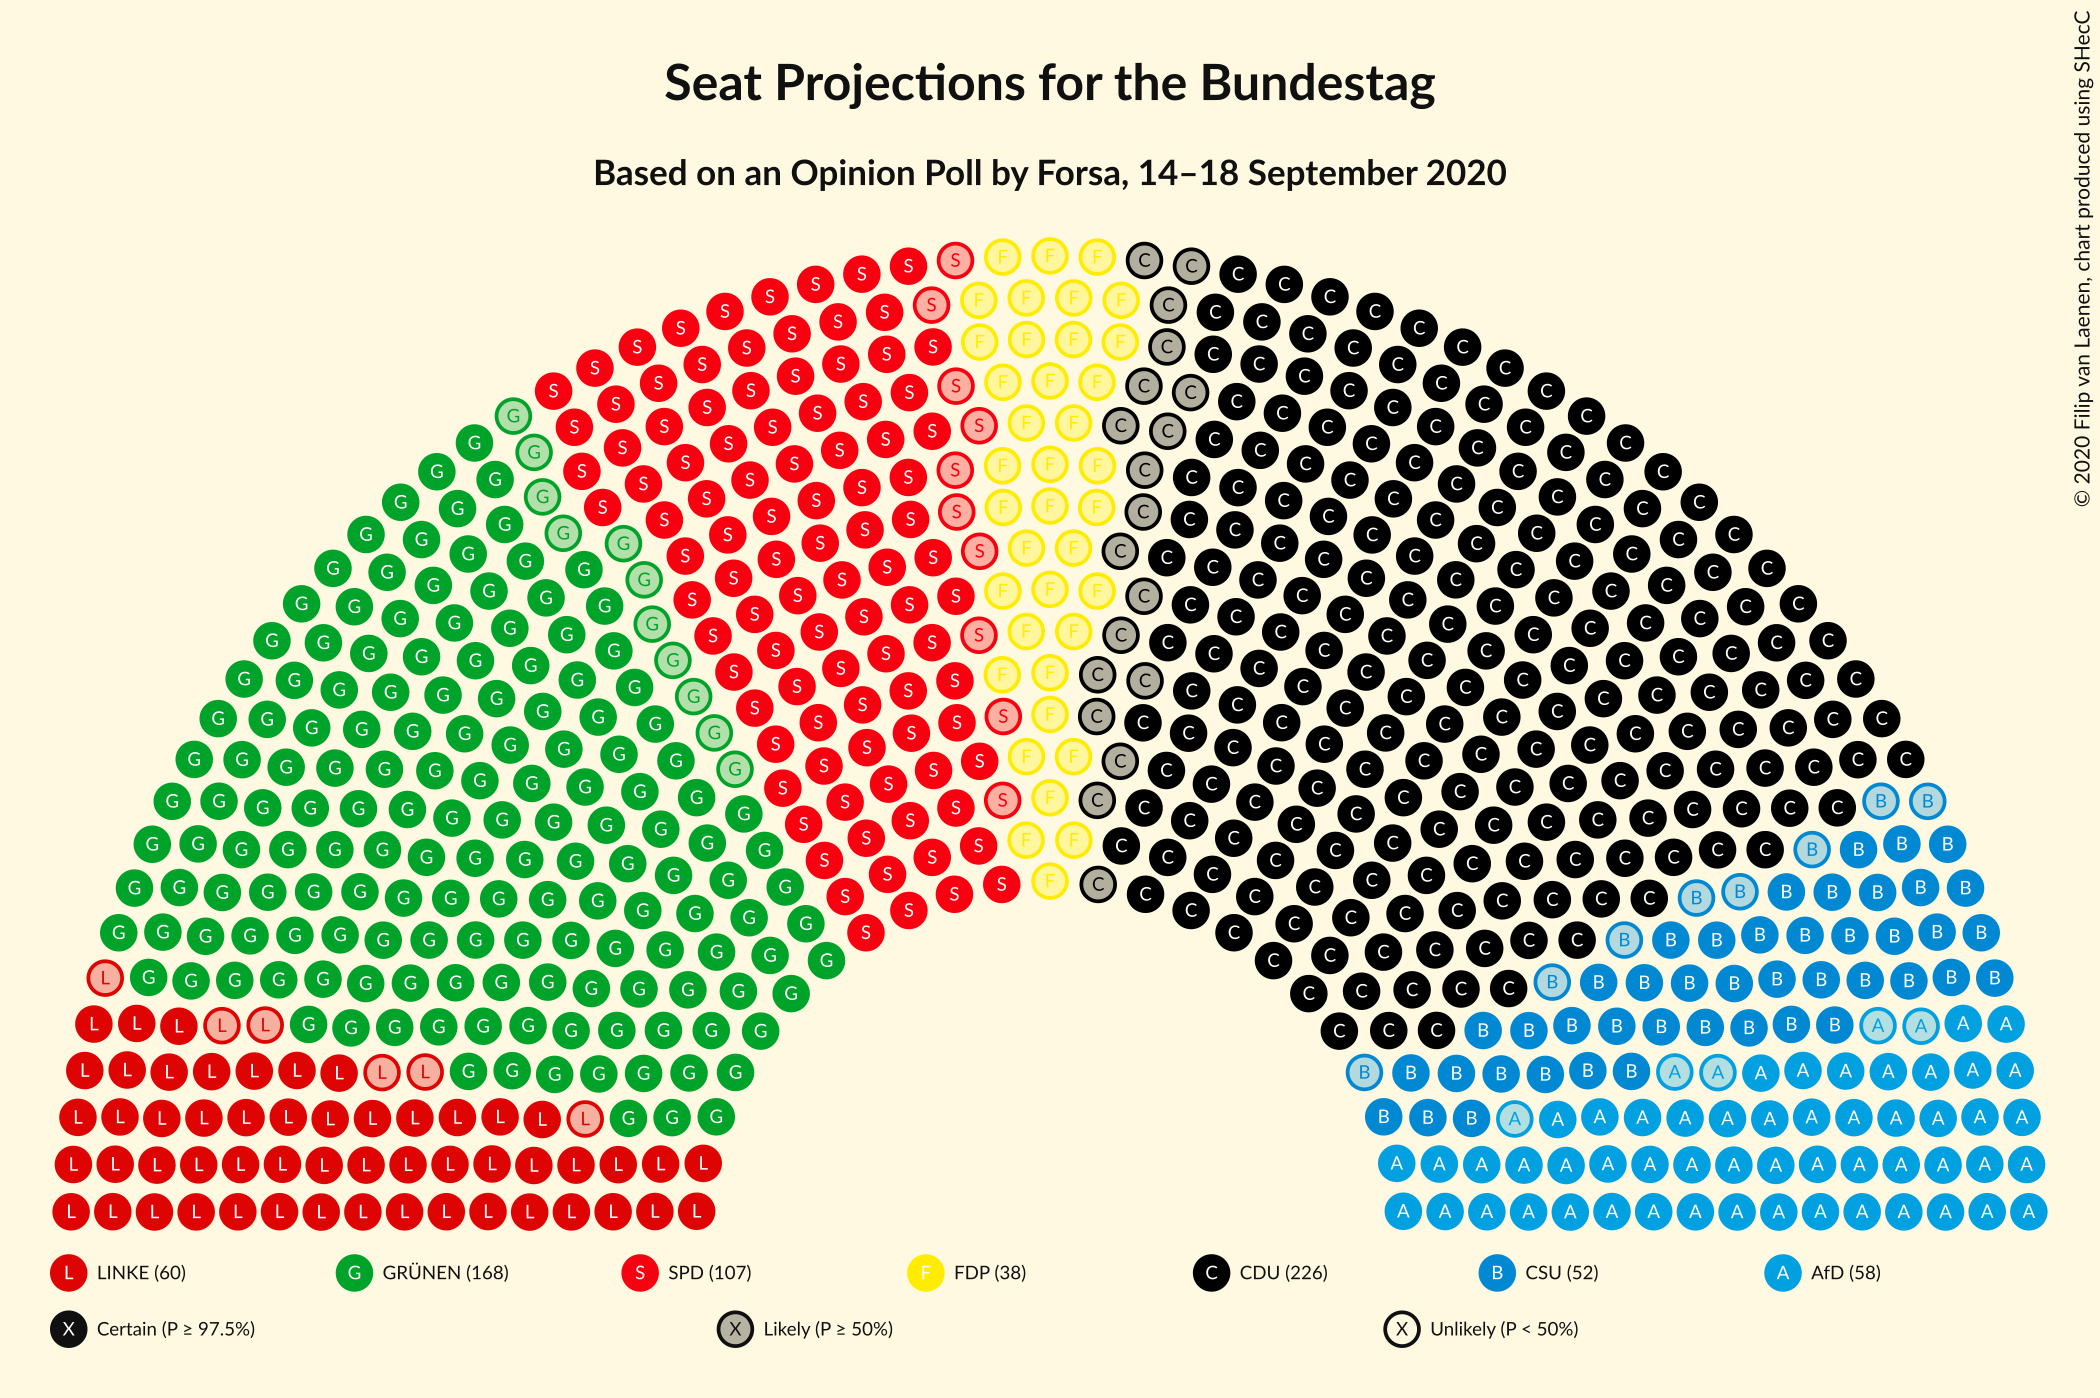 Seat Projections for the Bundestag
Based on an Opinion Poll by Forsa, 14–18 September 2020
© 2020 Filip van Laenen, chart produced using SHecC
L LINKE (60) G GRÜNEN (168) S SPD (107) F FDP (38) C CDU (226) B CSU (52) A AfD (58)
X Certain (P ≥ 97.5%) X Likely (P ≥ 50%) X Unlikely (P < 50%)